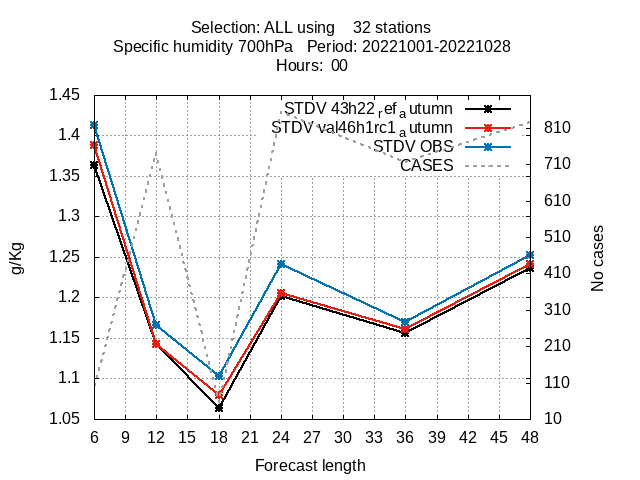 Selection: ALL using    32 stations
Specific humidity 700hPa   Period: 20221001-20221028
Hours:  00
1.45
1.4
1.35
1.3
1.25
1.2
1.15
1.1
1.05
g/Kg
STDV 43h22_ref_autumn
STDV val46h1rc1_autumn
STDV OBS
CASES
810
710
610
510
410
310
210
110
10
No cases
6 9 12 15 18 21 24 27 30 33 36 39 42 45 48
Forecast length